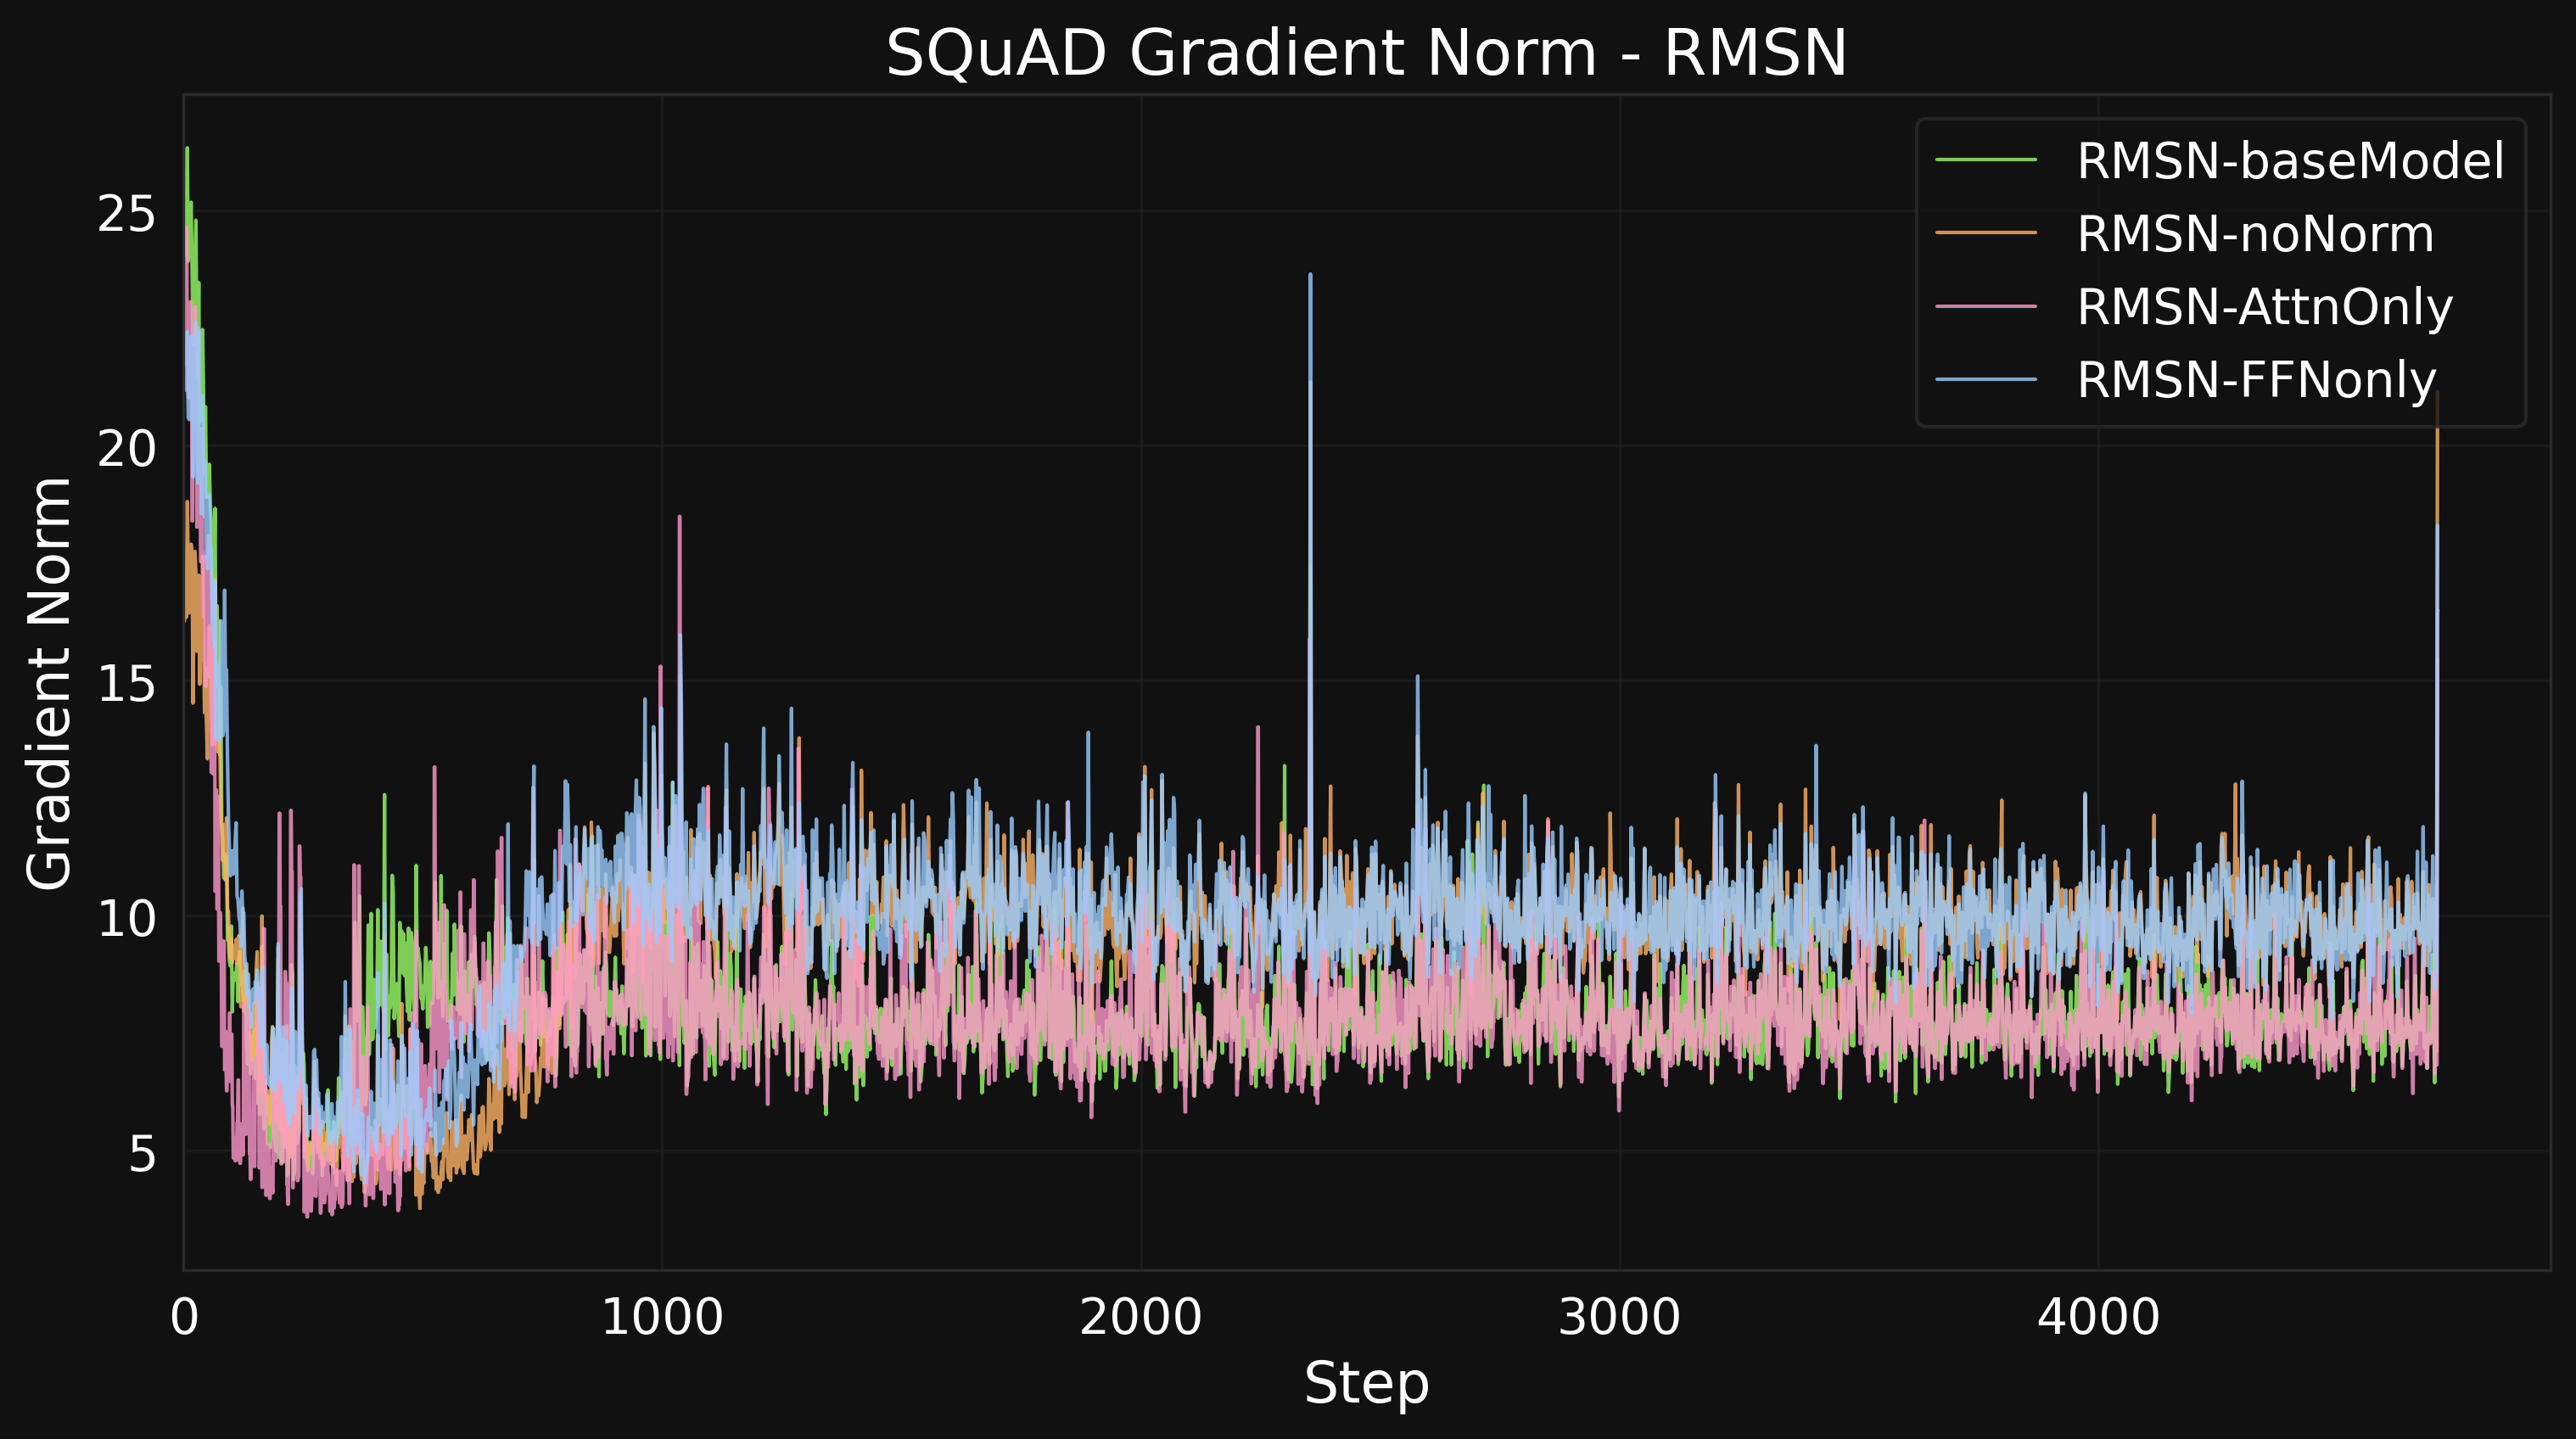 SQuAD Gradient Norm - RMSN
RMSN-baseModel
RMSN-noNorm
RMSN-AttnOnly
RMSN-FFNonly
Gradient Norm
25
20
15
10
5
0
1000
2000
3000
4000
Step